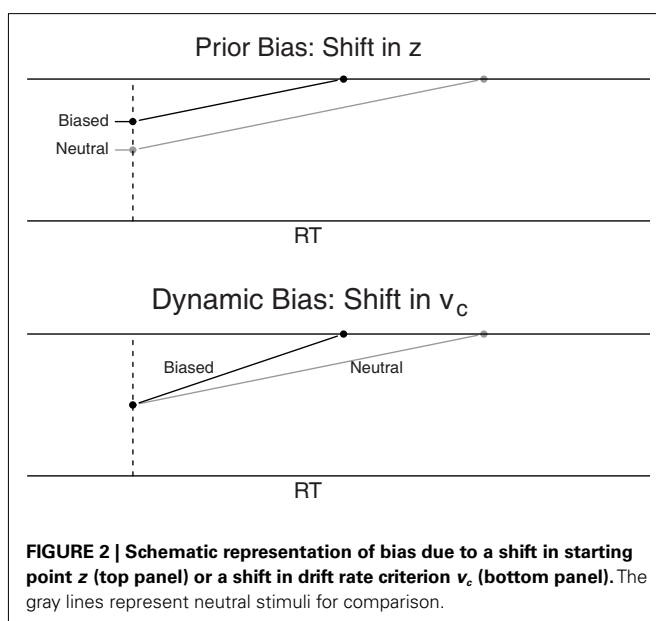 Prior Bias: Shift in z
Biased
Neutral
RT
Dynamic Bias: Shift in v_c
Biased
Neutral
RT
FIGURE 2 | Schematic representation of bias due to a shift in starting
point z (top panel) or a shift in drift rate criterion v_c (bottom panel). The
gray lines represent neutral stimuli for comparison.